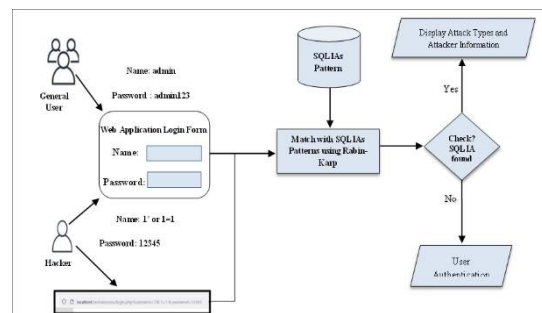 Name: admin
Password : admin123
General
User
Web Application Login Form
Name:
Password:
Name: 1' or 1=1
Password: 12345
Hacker
SQLIAs
Pattern
Match with SQLIAs
Patterns using Rabin-
Karp
Check?
SQLIA
found
Yes
Display Attack Types and
Attacker Information
No
User
Authentication